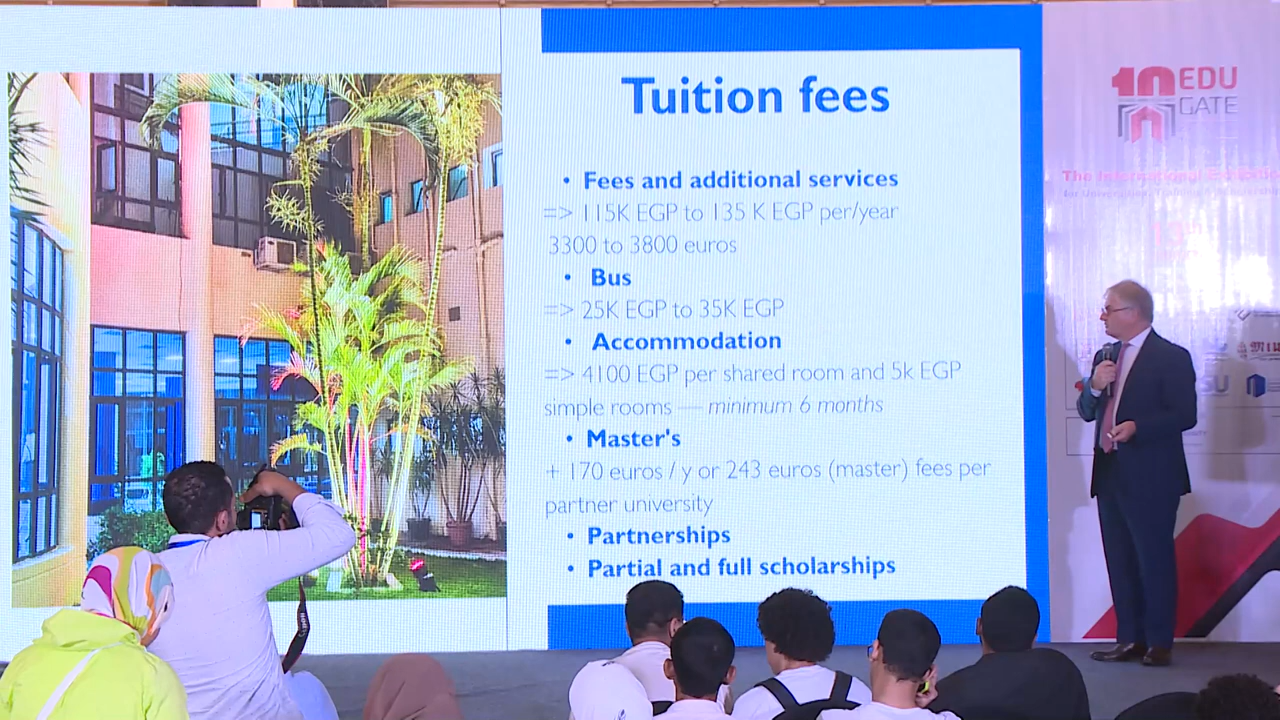 Tuition fees
• Fees and additional services
=> 115K EGP to 135 K EGP per/year
3300 to 3800 euros
• Bus
=> 25K EGP to 35K EGP
• Accommodation
=> 4100 EGP per shared room and 5k EGP
simple rooms — minimum 6 months
• Master's
+ 170 euros / y or 243 euros (master) fees per
partner university
• Partnerships
• Partial and full scholarships
10 EDU
GATE
The International